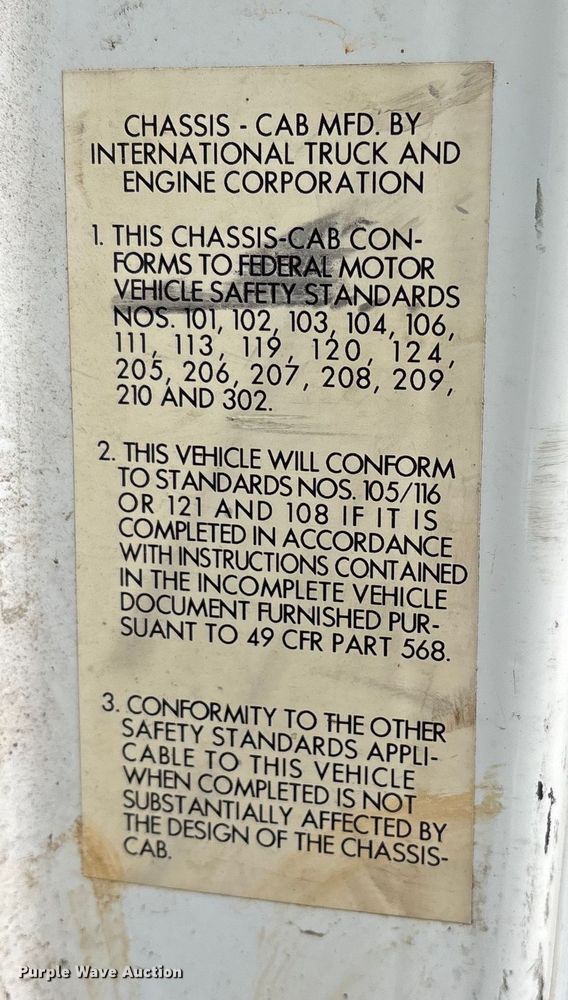 CHASSIS - CAB MFD. BY
INTERNATIONAL TRUCK AND
ENGINE CORPORATION
1. THIS CHASSIS-CAB CON-
FORMS TO FEDERAL MOTOR
VEHICLE SAFETY STANDARDS
NOS. 101, 102, 103, 104, 106,
111, 113, 119, 120, 124,
205, 206, 207, 208, 209,
210 AND 302.
2. THIS VEHICLE WILL CONFORM
TO STANDARDS NOS. 105/116
OR 121 AND 108 IF IT IS
COMPLETED IN ACCORDANCE
WITH INSTRUCTIONS CONTAINED
IN THE INCOMPLETE VEHICLE
DOCUMENT FURNISHED PUR-
SUANT TO 49 CFR PART 568.
3. CONFORMITY TO THE OTHER
SAFETY STANDARDS APPLI-
CABLE TO THIS VEHICLE
WHEN COMPLETED IS NOT
SUBSTANTIALLY AFFECTED BY
THE DESIGN OF THE CHASSIS-
CAB.
Purple Wave Auction